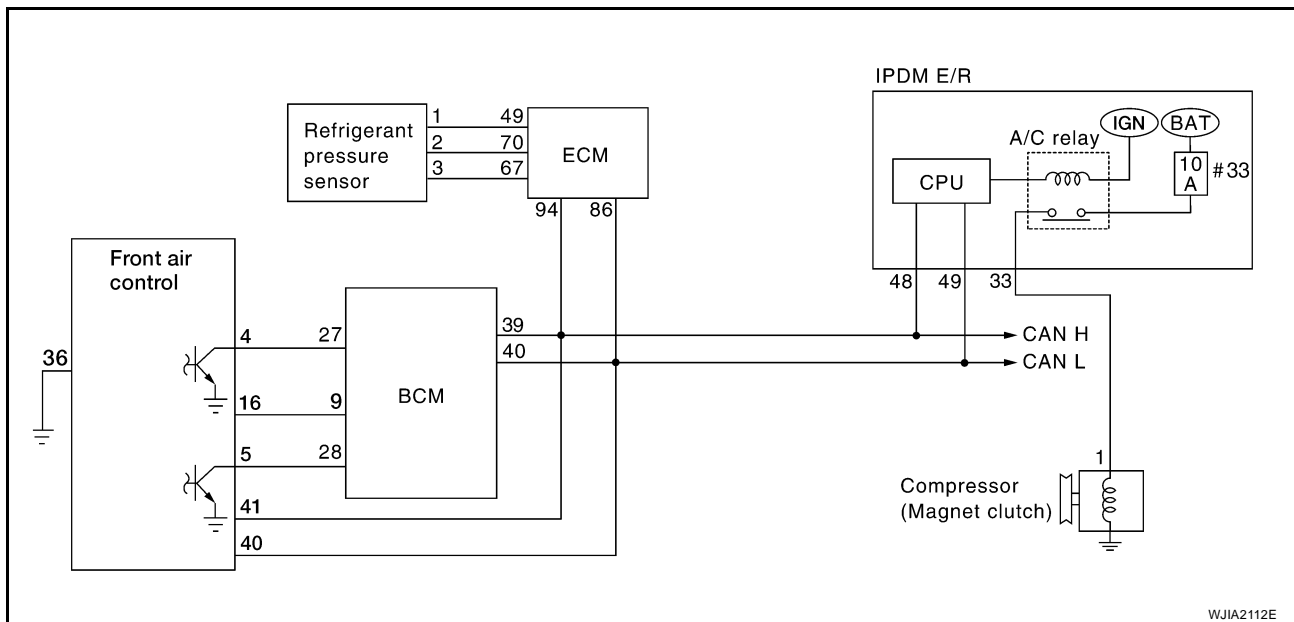 IPDM E/R
IGN
BAT
A/C relay
10
A
#33
CPU
48
49
33
Refrigerant
pressure
sensor
1
2
3
49
70
67
ECM
94
86
Front air
control
36
4
27
16
9
5
28
41
40
BCM
39
40
CAN H
CAN L
1
Compressor
(Magnet clutch)
WJIA2112E